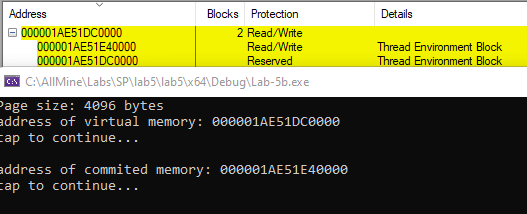 Address Blocks Protection Details
000001AE51DC0000 2 Read/Write
000001AE51E40000 Read/Write Thread Environment Block
000001AE51DC0000 Reserved Thread Environment Block
C:\AllMine\Labs\SP\lab5\lab5\x64\Debug\Lab-5b.exe
Page size: 4096 bytes
address of virtual memory: 000001AE51DC0000
tap to continue...
address of commited memory: 000001AE51E40000
tap to continue...